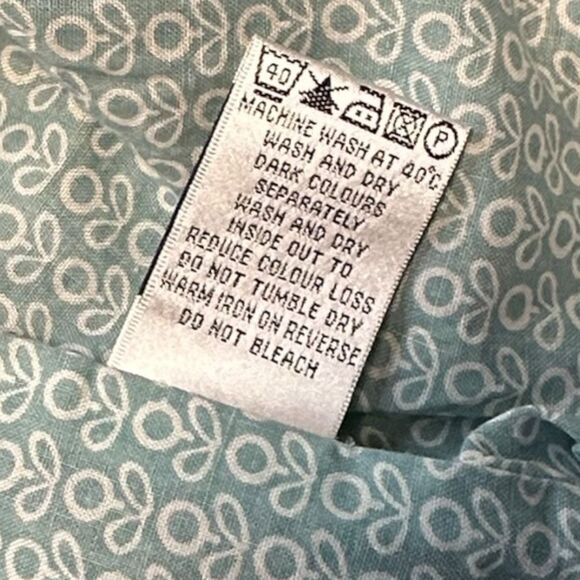 40 P
MACHINE WASH AT 40°C
WASH AND DRY
DARK COLOURS
SEPARATELY
WASH AND DRY
INSIDE OUT TO
REDUCE COLOUR LOSS
DO NOT TUMBLE DRY
WARM IRON ON REVERSE
DO NOT BLEACH